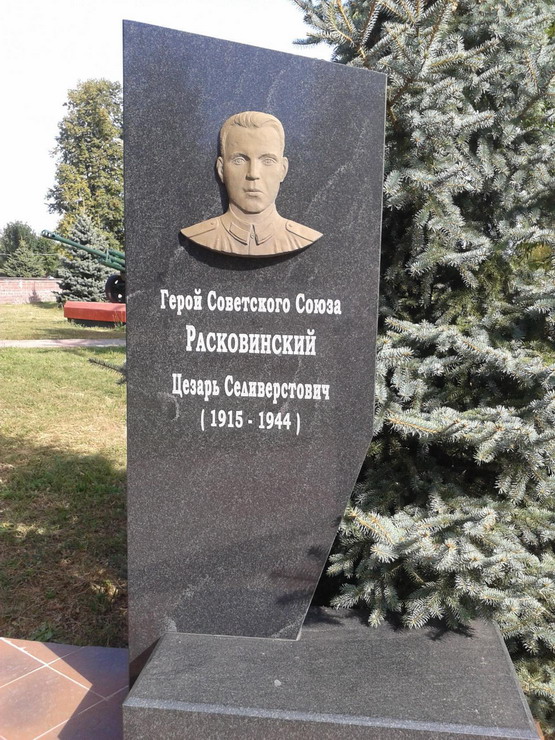 Герой Советского Союза
Расковинский
Цезарь Селиверстович
( 1915 - 1944 )